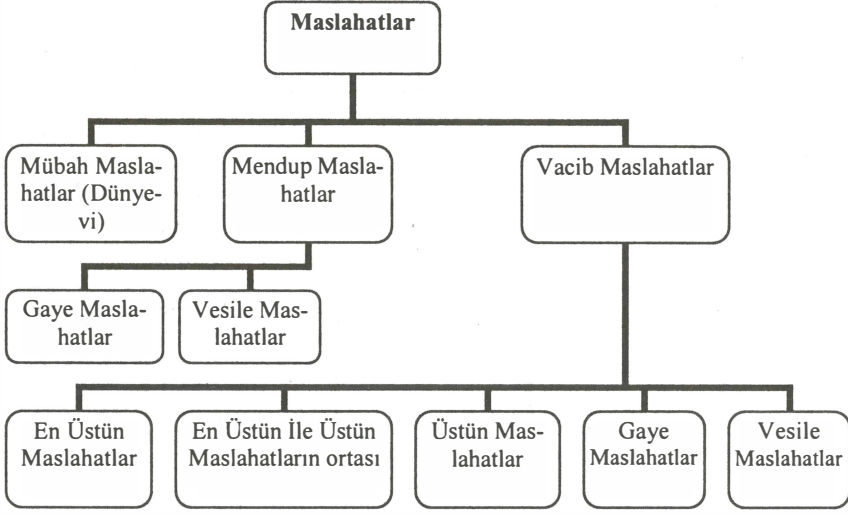 Maslahatlar
Mübah Masla-
hatlar (Dünye-
vi)
Mendup Masla-
hatlar
Vacib Maslahatlar
Gaye Masla-
hatlar
Vesile Mas-
lahatlar
En Üstün
Maslahatlar
En Üstün İle Üstün
Maslahatların ortası
Üstün Mas-
lahatlar
Gaye
Maslahatlar
Vesile
Maslahatlar